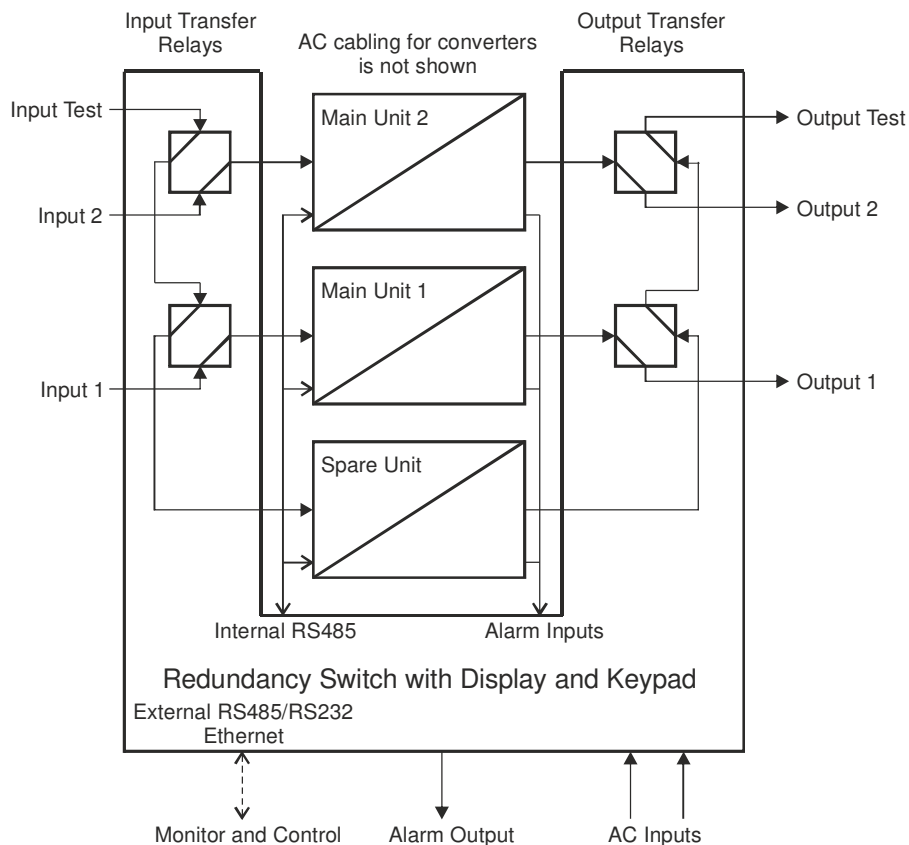 Input Transfer
Relays
AC cabling for converters
is not shown
Output Transfer
Relays
Input Test
Main Unit 2
Output Test
Input 2
Output 2
Main Unit 1
Input 1
Output 1
Spare Unit
Internal RS485
Alarm Inputs
Redundancy Switch with Display and Keypad
External RS485/RS232
Ethernet
Monitor and Control
Alarm Output
AC Inputs